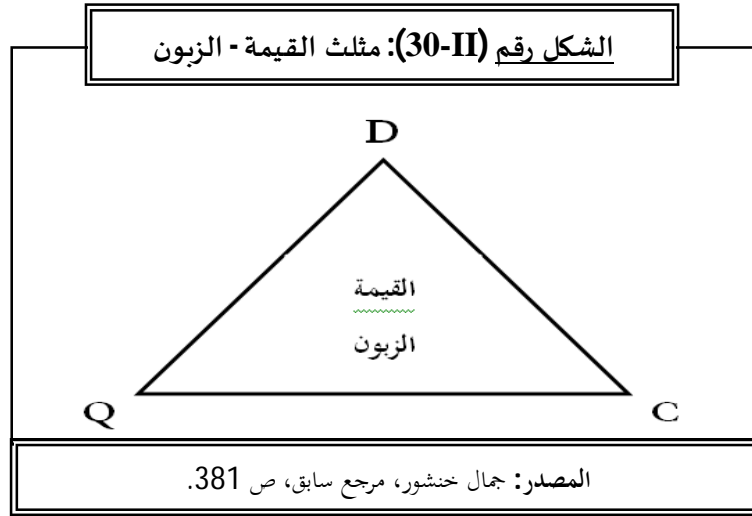 الشكل رقم (II-30): مثلث القيمة - الزبون
D
القيمة
الزبون
Q
C
المصدر: جمال خنشور، مرجع سابق، ص 381.